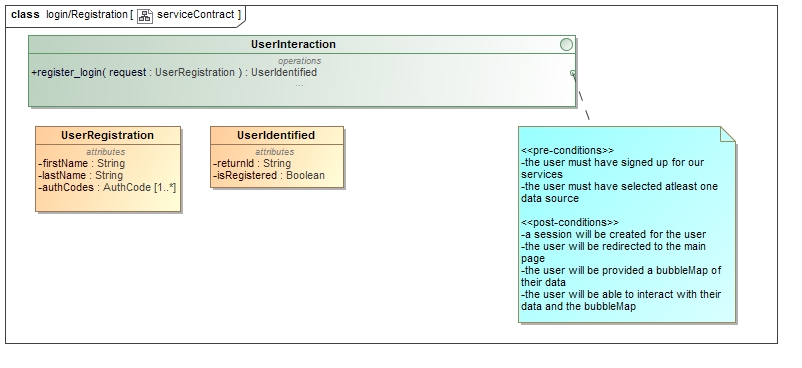 class login/Registration [ serviceContract ]
UserInteraction
operations
+register_login( request : UserRegistration ) : UserIdentified
...
UserRegistration
attributes
-firstName : String
-lastName : String
-authCodes : AuthCode [1..*]
UserIdentified
attributes
-returnId : String
-isRegistered : Boolean
<<pre-conditions>>
-the user must have signed up for our
services
-the user must have selected atleast one
data source
<<post-conditions>>
-a session will be created for the user
-the user will be redirected to the main
page
-the user will be provided a bubbleMap of
their data
-the user will be able to interact with their
data and the bubbleMap